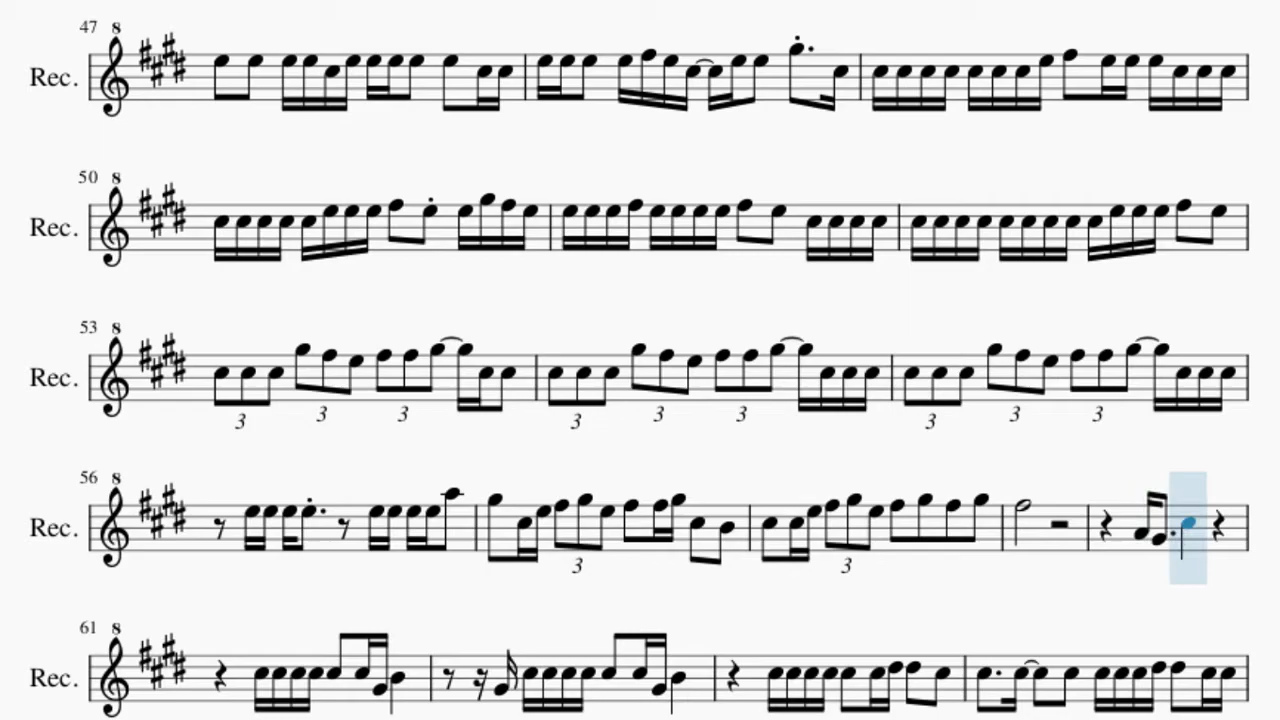 47 8
Rec.
50 8
Rec.
53 8
Rec.
3 3 3 3 3 3 3 3 3
56 8
Rec.
3 3
61 8
Rec.